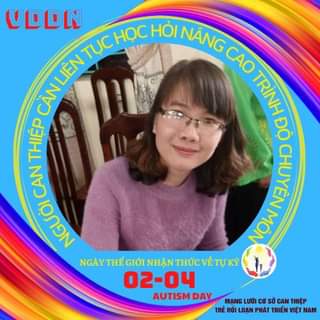 VDDN
NGƯỜI CAN THIỆP CẦN LIÊN TỤC HỌC HỎI NÂNG CAO TRÌNH ĐỘ CHUYÊN MÔN
NGÀY THẾ GIỚI NHẬN THỨC VỀ TỰ KỶ
02-04
AUTISM DAY
MẠNG LƯỚI CƠ SỞ CAN THIỆP
TRẺ RỐI LOẠN PHÁT TRIỂN VIỆT NAM